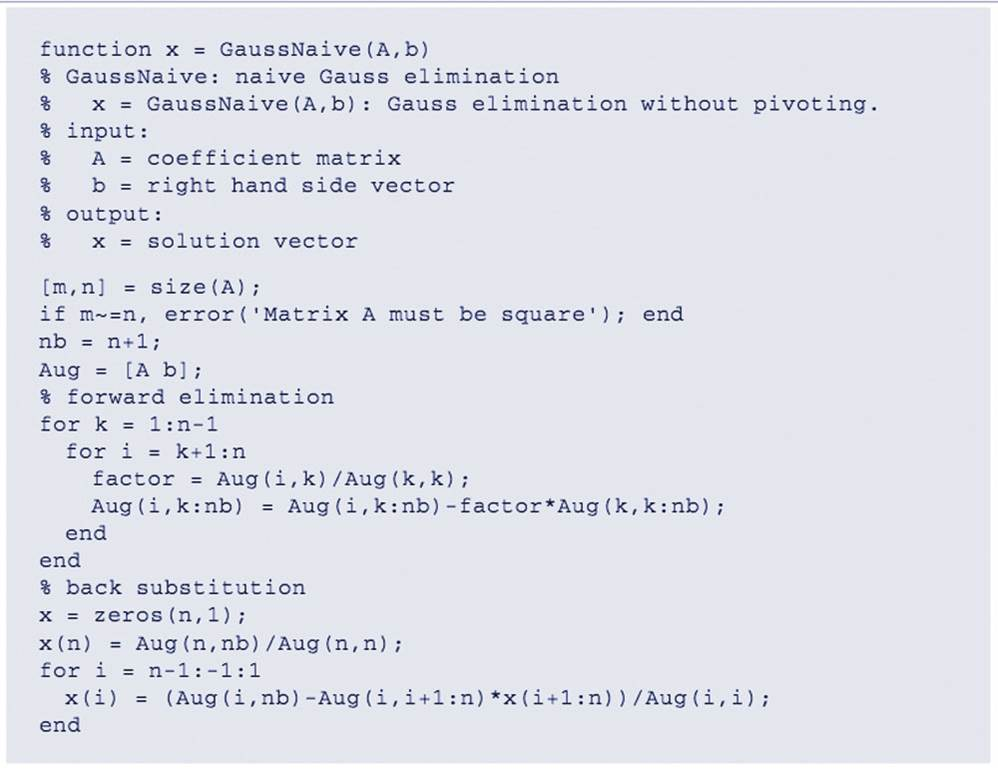 function x = GaussNaive(A,b)
% GaussNaive: naive Gauss elimination
%   x = GaussNaive(A,b): Gauss elimination without pivoting.
% input:
%   A = coefficient matrix
%   b = right hand side vector
% output:
%   x = solution vector
[m,n] = size(A);
if m~=n, error('Matrix A must be square'); end
nb = n+1;
Aug = [A b];
% forward elimination
for k = 1:n-1
  for i = k+1:n
    factor = Aug(i,k)/Aug(k,k);
    Aug(i,k:nb) = Aug(i,k:nb)-factor*Aug(k,k:nb);
  end
end
% back substitution
x = zeros(n,1);
x(n) = Aug(n,nb)/Aug(n,n);
for i = n-1:-1:1
  x(i) = (Aug(i,nb)-Aug(i,i+1:n)*x(i+1:n))/Aug(i,i);
end